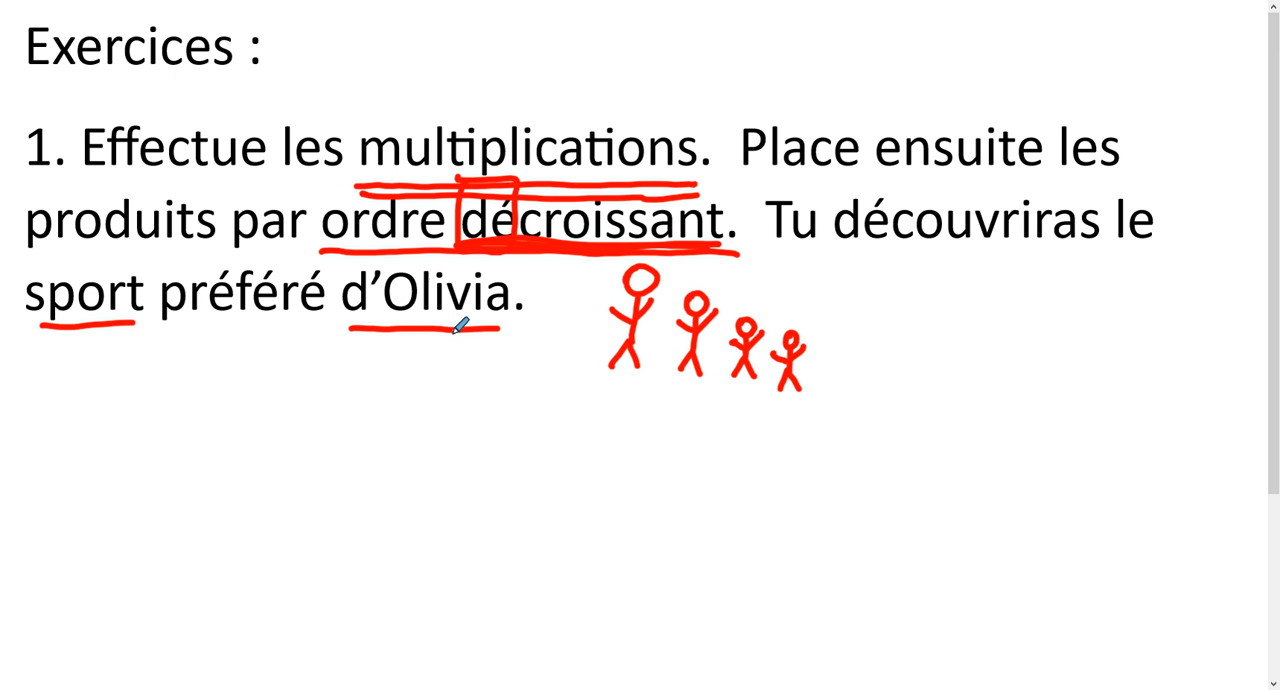 Exercices :
1. Effectue les multiplications. Place ensuite les
produits par ordre décroissant. Tu découvriras le
sport préféré d’Olivia.